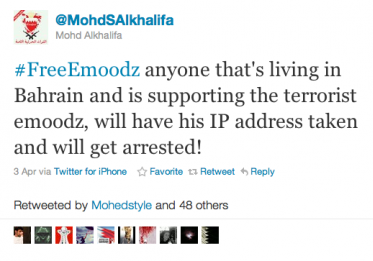 @MohdSAlkhalifa
Mohd Alkhalifa
#FreeEmoodz anyone that's living in
Bahrain and is supporting the terrorist
emoodz, will have his IP address taken
and will get arrested!
3 Apr via Twitter for iPhone Favorite Retweet Reply
Retweeted by Mohedstyle and 48 others